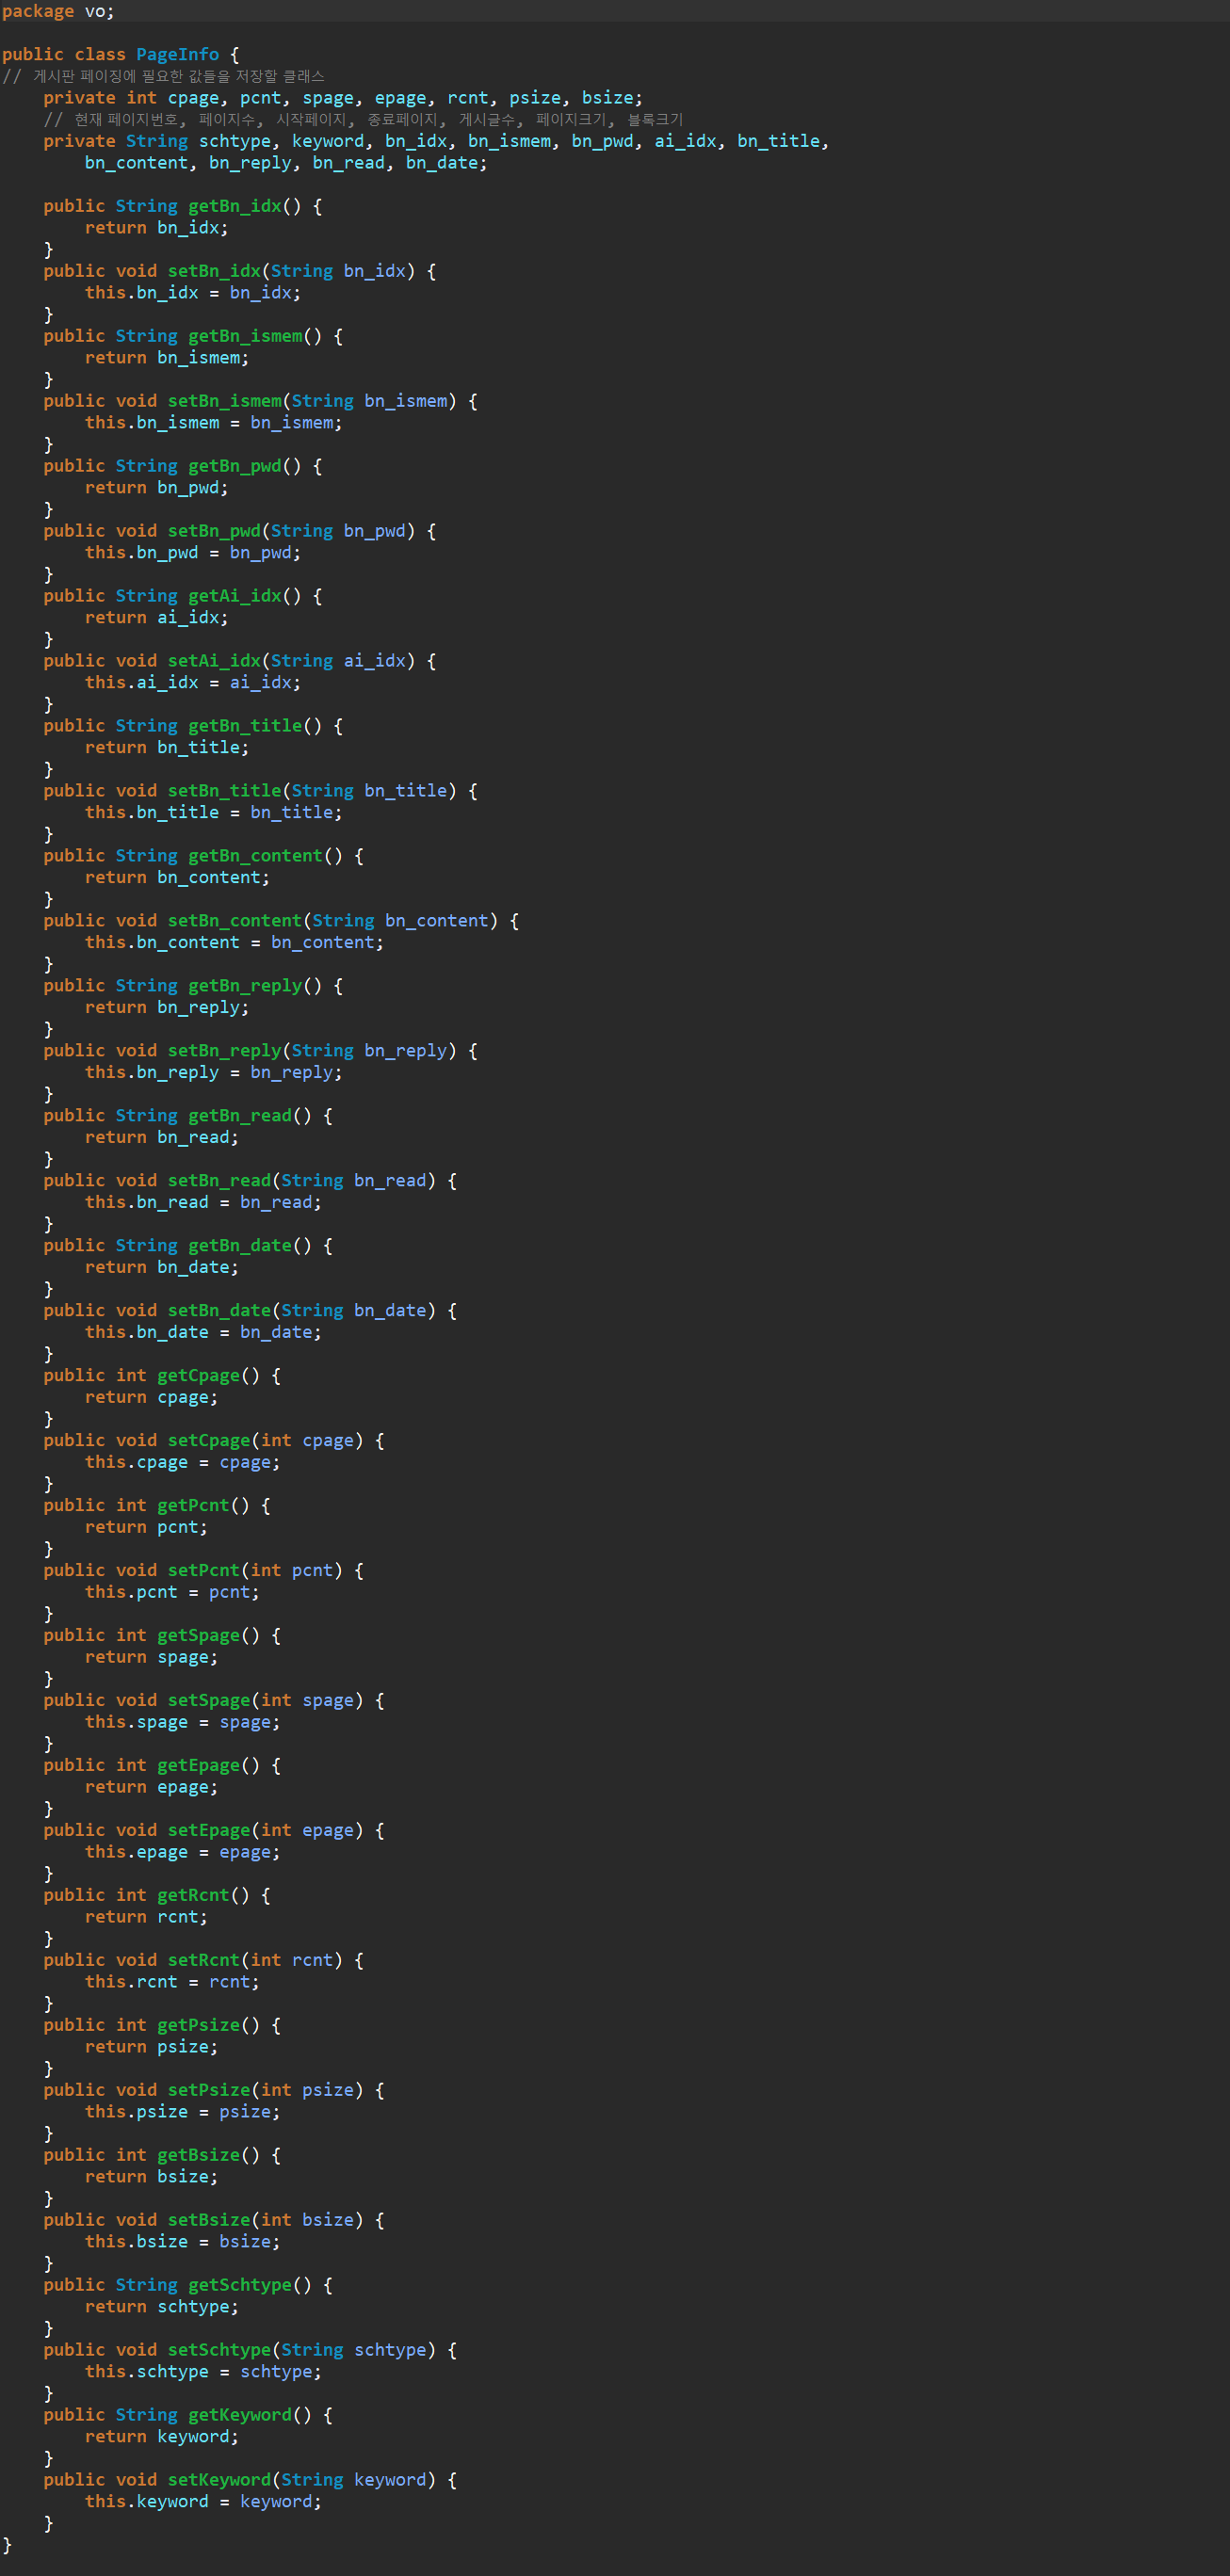 package vo;
public class PageInfo {
// 게시판 페이징에 필요한 값들을 저장할 클래스
    private int cpage, pcnt, spage, epage, rcnt, psize, bsize;
    // 현재 페이지번호, 페이지수, 시작페이지, 종료페이지, 게시글수, 페이지크기, 블록크기
    private String schtype, keyword, bn_idx, bn_ismem, bn_pwd, ai_idx, bn_title,
        bn_content, bn_reply, bn_read, bn_date;
    public String getBn_idx() {
        return bn_idx;
    }
    public void setBn_idx(String bn_idx) {
        this.bn_idx = bn_idx;
    }
    public String getBn_ismem() {
        return bn_ismem;
    }
    public void setBn_ismem(String bn_ismem) {
        this.bn_ismem = bn_ismem;
    }
    public String getBn_pwd() {
        return bn_pwd;
    }
    public void setBn_pwd(String bn_pwd) {
        this.bn_pwd = bn_pwd;
    }
    public String getAi_idx() {
        return ai_idx;
    }
    public void setAi_idx(String ai_idx) {
        this.ai_idx = ai_idx;
    }
    public String getBn_title() {
        return bn_title;
    }
    public void setBn_title(String bn_title) {
        this.bn_title = bn_title;
    }
    public String getBn_content() {
        return bn_content;
    }
    public void setBn_content(String bn_content) {
        this.bn_content = bn_content;
    }
    public String getBn_reply() {
        return bn_reply;
    }
    public void setBn_reply(String bn_reply) {
        this.bn_reply = bn_reply;
    }
    public String getBn_read() {
        return bn_read;
    }
    public void setBn_read(String bn_read) {
        this.bn_read = bn_read;
    }
    public String getBn_date() {
        return bn_date;
    }
    public void setBn_date(String bn_date) {
        this.bn_date = bn_date;
    }
    public int getCpage() {
        return cpage;
    }
    public void setCpage(int cpage) {
        this.cpage = cpage;
    }
    public int getPcnt() {
        return pcnt;
    }
    public void setPcnt(int pcnt) {
        this.pcnt = pcnt;
    }
    public int getSpage() {
        return spage;
    }
    public void setSpage(int spage) {
        this.spage = spage;
    }
    public int getEpage() {
        return epage;
    }
    public void setEpage(int epage) {
        this.epage = epage;
    }
    public int getRcnt() {
        return rcnt;
    }
    public void setRcnt(int rcnt) {
        this.rcnt = rcnt;
    }
    public int getPsize() {
        return psize;
    }
    public void setPsize(int psize) {
        this.psize = psize;
    }
    public int getBsize() {
        return bsize;
    }
    public void setBsize(int bsize) {
        this.bsize = bsize;
    }
    public String getSchtype() {
        return schtype;
    }
    public void setSchtype(String schtype) {
        this.schtype = schtype;
    }
    public String getKeyword() {
        return keyword;
    }
    public void setKeyword(String keyword) {
        this.keyword = keyword;
    }
}